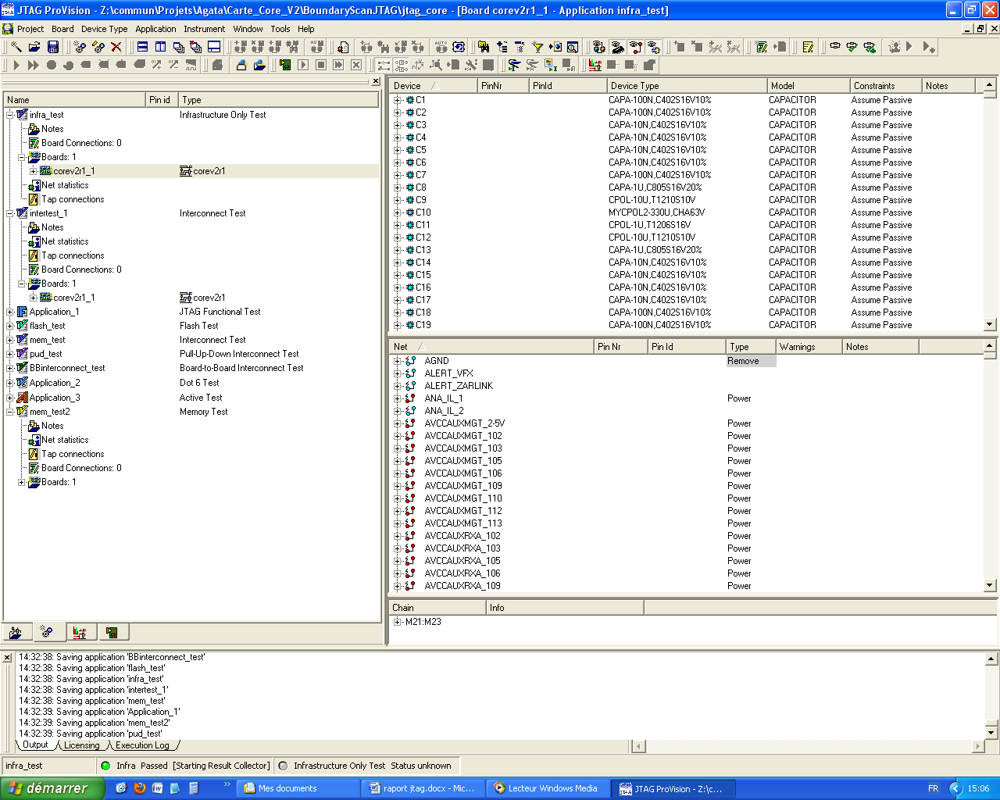 JTAG ProVision - Z:\commun\Projets\Agata\Carte_Core_V2\BoundaryScanJTAG\jtag_core - [Board corev2r1_1 - Application infra_test]
Project Board Device Type Application Instrument Window Tools Help
Name Pin id Type
infra_test Infrastructure Only Test
Notes
Board Connections: 0
Boards: 1
corev2r1_1 corev2r1
Net statistics
Tap connections
intertest_1 Interconnect Test
Notes
Net statistics
Tap connections
Board Connections: 0
Boards: 1
corev2r1_1 corev2r1
Application_1 JTAG Functional Test
flash_test Flash Test
mem_test Interconnect Test
pud_test Pull-Up-Down Interconnect Test
BBinterconnect_test Board-to-Board Interconnect Test
Application_2 Dot 6 Test
Application_3 Active Test
mem_test2 Memory Test
Notes
Net statistics
Tap connections
Board Connections: 0
Boards: 1
Device PinNr PinId Device Type Model Constraints Notes
C1 CAPA-100N,C402S16V10% CAPACITOR Assume Passive
C2 CAPA-100N,C402S16V10% CAPACITOR Assume Passive
C3 CAPA-10N,C402S16V10% CAPACITOR Assume Passive
C4 CAPA-10N,C402S16V10% CAPACITOR Assume Passive
C5 CAPA-10N,C402S16V10% CAPACITOR Assume Passive
C6 CAPA-10N,C402S16V10% CAPACITOR Assume Passive
C7 CAPA-100N,C402S16V10% CAPACITOR Assume Passive
C8 CAPA-1U,C805S16V20% CAPACITOR Assume Passive
C9 CPOL-10U,T1210S10V CAPACITOR Assume Passive
C10 MYCPOL2-330U,CHA63V CAPACITOR Assume Passive
C11 CPOL-1U,T1206S16V CAPACITOR Assume Passive
C12 CPOL-10U,T1210S10V CAPACITOR Assume Passive
C13 CAPA-1U,C805S16V20% CAPACITOR Assume Passive
C14 CAPA-10N,C402S16V10% CAPACITOR Assume Passive
C15 CAPA-10N,C402S16V10% CAPACITOR Assume Passive
C16 CAPA-10N,C402S16V10% CAPACITOR Assume Passive
C17 CAPA-10N,C402S16V10% CAPACITOR Assume Passive
C18 CAPA-100N,C402S16V10% CAPACITOR Assume Passive
C19 CAPA-100N,C402S16V10% CAPACITOR Assume Passive
Net Pin Nr Pin Id Type Warnings Notes
AGND Remove
ALERT_VFX
ALERT_ZARLINK
ANA_IL_1 Power
ANA_IL_2
AVCCAUXMGT_2-5V Power
AVCCAUXMGT_102 Power
AVCCAUXMGT_103 Power
AVCCAUXMGT_105 Power
AVCCAUXMGT_106 Power
AVCCAUXMGT_109 Power
AVCCAUXMGT_110 Power
AVCCAUXMGT_112 Power
AVCCAUXMGT_113 Power
AVCCAUXRXA_102 Power
AVCCAUXRXA_103 Power
AVCCAUXRXA_105 Power
AVCCAUXRXA_106 Power
AVCCAUXRXA_109 Power
Chain Info
M21:M23
14:32:38: Saving application 'BBinterconnect_test'
14:32:38: Saving application 'flash_test'
14:32:38: Saving application 'infra_test'
14:32:38: Saving application 'intertest_1'
14:32:38: Saving application 'mem_test'
14:32:39: Saving application 'Application_1'
14:32:39: Saving application 'mem_test2'
14:32:39: Saving application 'pud_test'
Output Licensing Execution Log
infra_test Infra Passed [Starting Result Collector] Infrastructure Only Test Status unknown
démarrer Mes documents raport jtag.docx - Mic... Lecteur Windows Media JTAG ProVision - Z:\c... FR 15:06